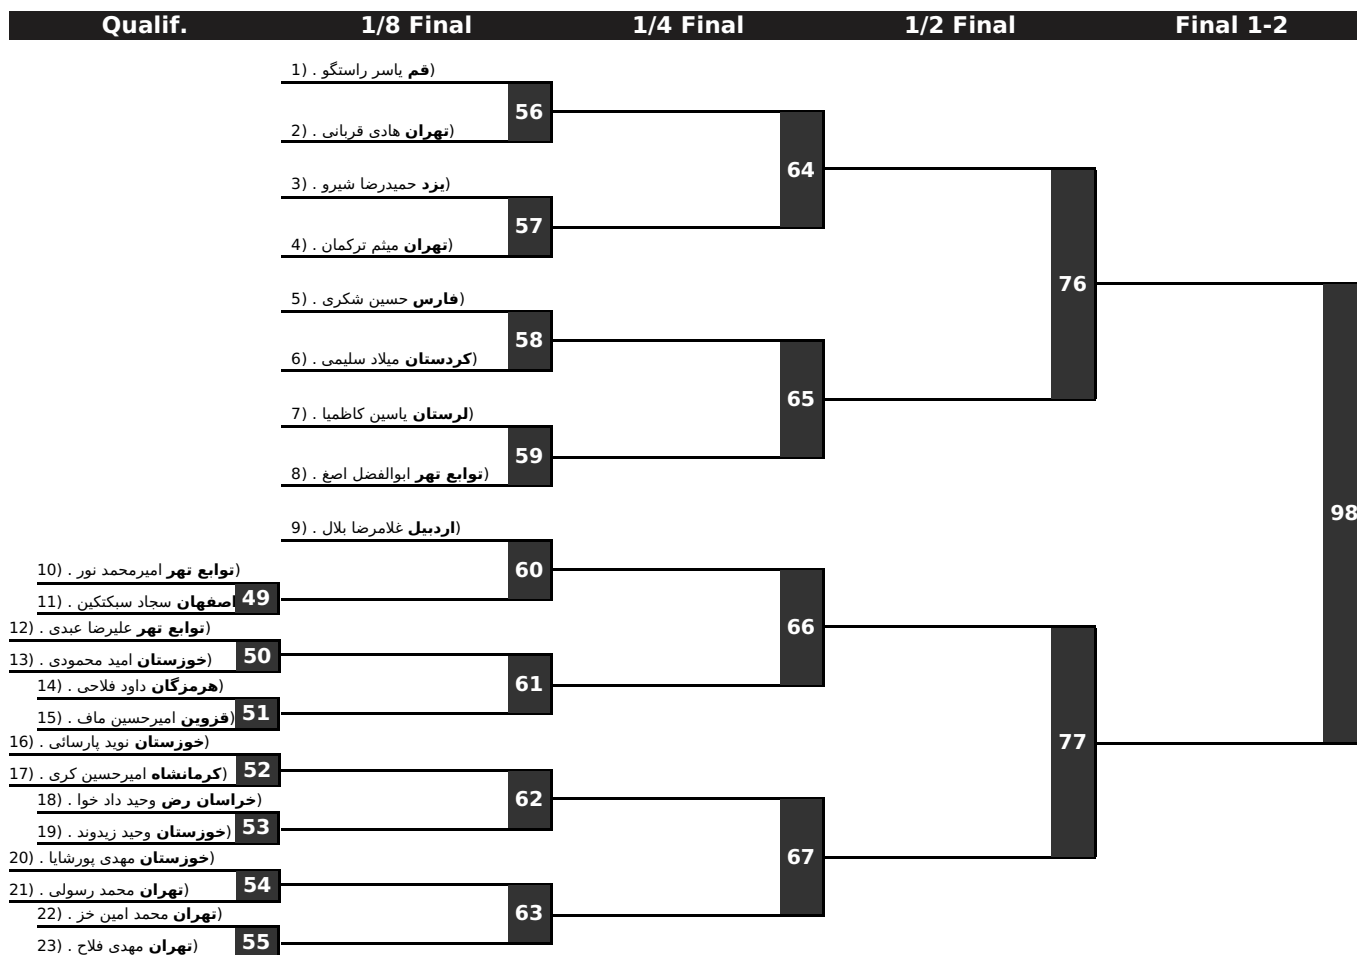 Qualif. 1/8 Final 1/4 Final 1/2 Final Final 1-2
1) . قم یاسر راستگو)
56
2) . تهران هادی قربانی)
64
3) . یزد حمیدرضا شیرو)
57
4) . تهران میثم ترکمان)
76
5) . فارس حسین شکری)
58
6) . کردستان میلاد سلیمی)
65
7) . لرستان یاسین کاظمیا)
59
8) . توابع تهر ابوالفضل اصغ)
98
9) . اردبیل غلامرضا بلال)
60
10) . توابع تهر امیرمحمد نور)
49
11) . اصفهان سجاد سبکتکین
66
12) . توابع تهر علیرضا عبدی)
50
13) . خوزستان امید محمودی)
61
14) . هرمزگان داود فلاحی)
51
15) . قزوین امیرحسین ماف)
77
16) . خوزستان نوید پارسائی)
52
17) . کرمانشاه امیرحسین کری)
62
18) . خراسان رض وحید داد خوا)
53
19) . خوزستان وحید زیدوند)
67
20) . خوزستان مهدی پورشایا)
54
21) . تهران محمد رسولی)
63
22) . تهران محمد امین خز)
55
23) . تهران مهدی فلاح)